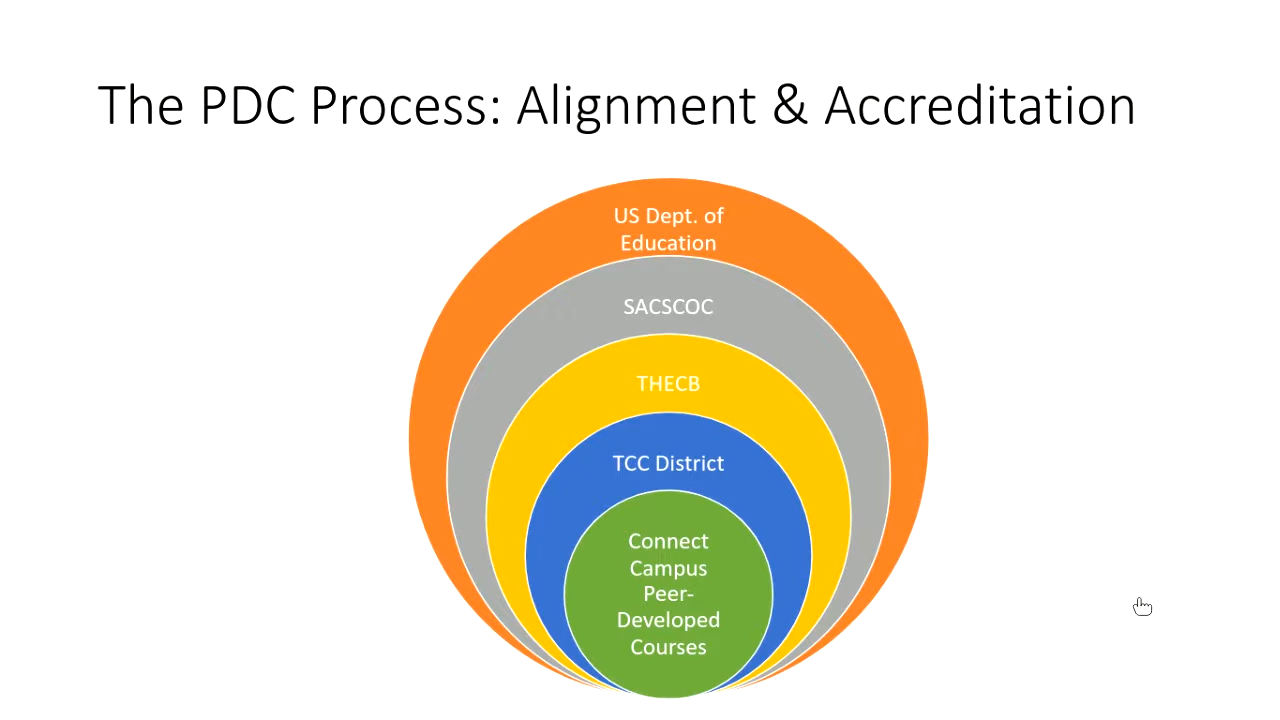 The PDC Process: Alignment & Accreditation
US Dept. of
Education
SACSCOC
THECB
TCC District
Connect
Campus
Peer-
Developed
Courses